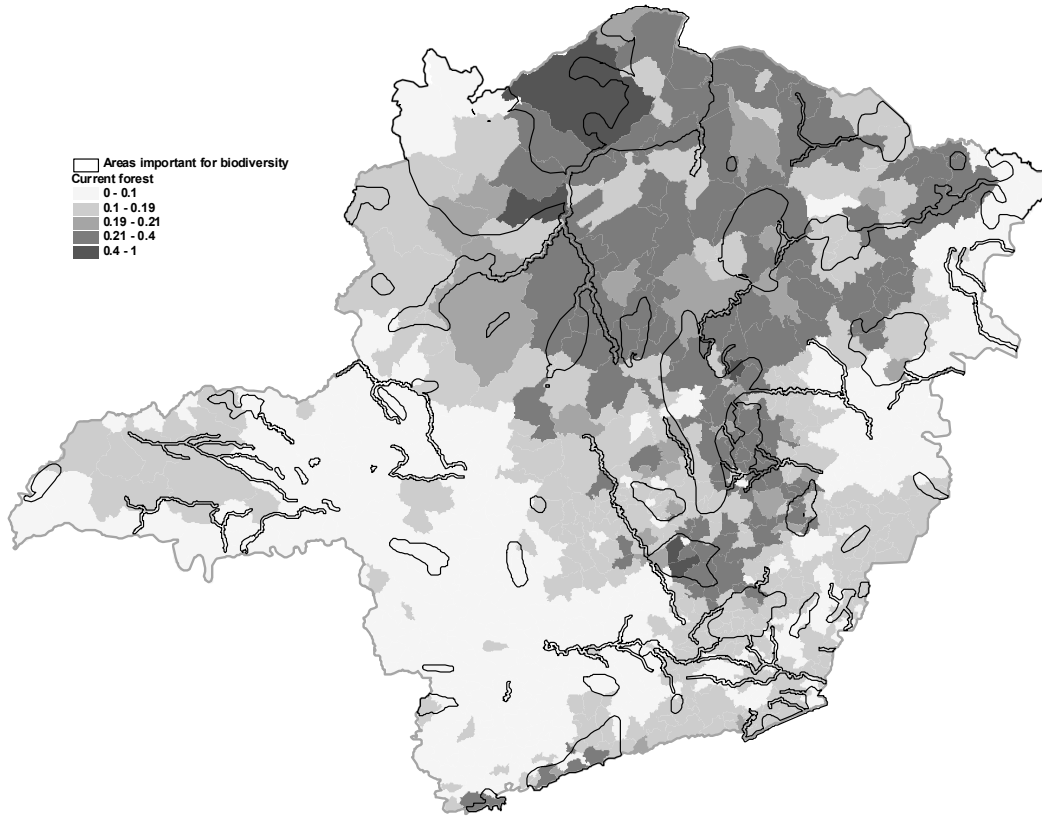 Areas important for biodiversity
Current forest
0 - 0.1
0.1 - 0.19
0.19 - 0.21
0.21 - 0.4
0.4 - 1